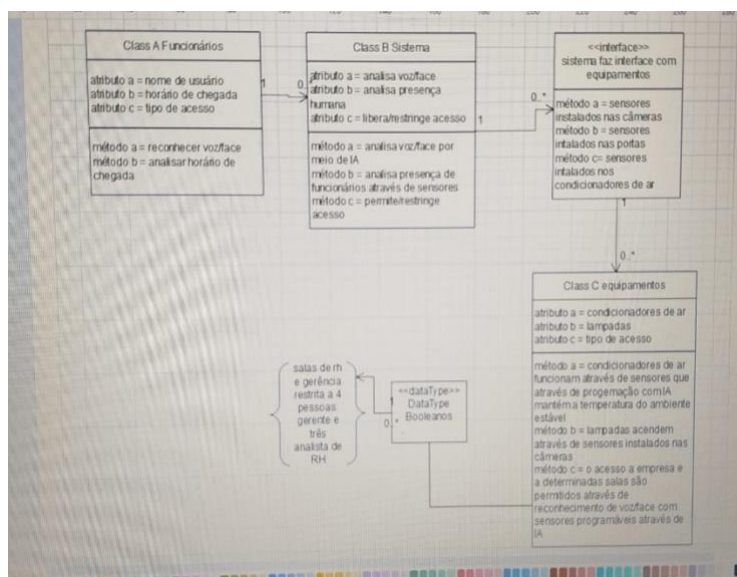 Class A Funcionários
atributo a = nome de usuário
atributo b = horário de chegada
atributo c = tipo de acesso
método a = reconhecer voz/face
método b = analisar horário de
chegada
1
0..
Class B Sistema
atributo a = analisa voz/face
atributo b = analisa presença
humana
atributo c = libera/restringe acesso
método a = analisa voz/face por
meio de IA
método b = analisa presença de
funcionários através de sensores
método c = permite/restringe
acesso
1
0..*
<<interface>>
sistema faz interface com
equipamentos
método a = sensores
instalados nas câmeras
método b = sensores
intalados nas portas
método c= sensores
intalados nos
condicionadores de ar
1
0..*
Class C equipamentos
atributo a = condicionadores de ar
atributo b = lampadas
atributo c = tipo de acesso
método a = condicionadores de ar
funcionam através de sensores que
através de progemação com IA
mantém a temperatura do ambiente
estável
método b = lampadas acendem
através de sensores instalados nas
câmeras
método c = o acesso a empresa e
a determinadas salas são
permitidos através de
reconhecimento de voz/face com
sensores programáveis através de
IA
<<dataType>>
DataType
Booleanos
1
0..*
salas de rh
e gerência
restrita a 4
pessoas
gerente e
três
analista de
RH